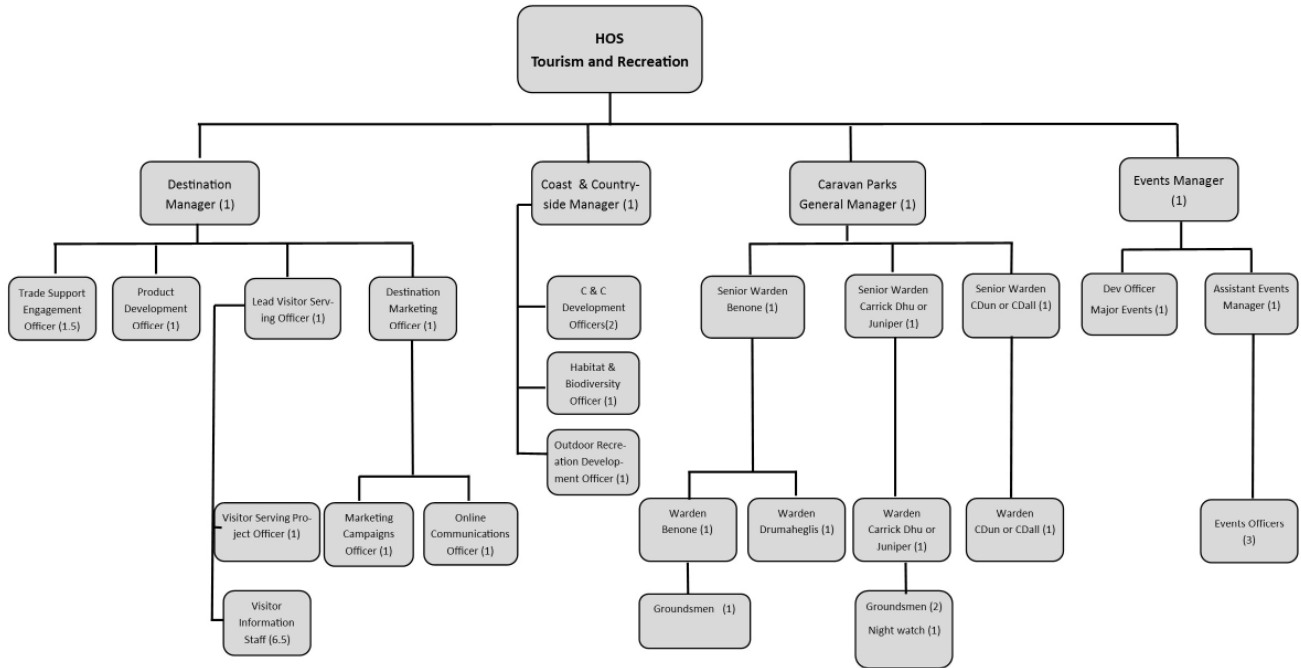 HOS
Tourism and Recreation
Destination
Manager (1)
Coast & Country-
side Manager (1)
Caravan Parks
General Manager (1)
Events Manager
(1)
Trade Support
Engagement
Officer (1.5)
Product
Development
Officer (1)
Lead Visitor Serv-
ing Officer (1)
Destination
Marketing
Officer (1)
C & C
Development
Officers(2)
Senior Warden
Benone (1)
Senior Warden
Carrick Dhu or
Juniper (1)
Senior Warden
CDun or CDall (1)
Dev Officer
Major Events (1)
Assistant Events
Manager (1)
Habitat &
Biodiversity
Officer (1)
Outdoor Recre-
ation Develop-
ment Officer (1)
Visitor Serving Pro-
ject Officer (1)
Marketing
Campaigns
Officer (1)
Online
Communications
Officer (1)
Warden
Benone (1)
Warden
Drumaheglis (1)
Warden
Carrick Dhu or
Juniper (1)
Warden
CDun or CDall (1)
Events Officers
(3)
Visitor
Information
Staff (6.5)
Groundsmen (1)
Groundsmen (2)
Night watch (1)